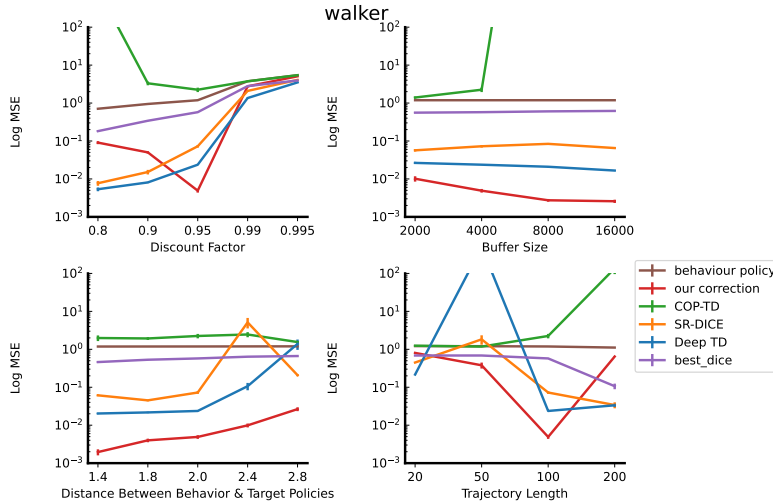 walker
10²
10¹
10⁰
10⁻¹
10⁻²
10⁻³
Log MSE
0.8 0.9 0.95 0.99 0.995
Discount Factor
10²
10¹
10⁰
10⁻¹
10⁻²
10⁻³
Log MSE
2000 4000 8000 16000
Buffer Size
10²
10¹
10⁰
10⁻¹
10⁻²
10⁻³
Log MSE
1.4 1.8 2.0 2.4 2.8
Distance Between Behavior & Target Policies
10²
10¹
10⁰
10⁻¹
10⁻²
10⁻³
Log MSE
20 50 100 200
Trajectory Length
behaviour policy
our correction
COP-TD
SR-DICE
Deep TD
best_dice